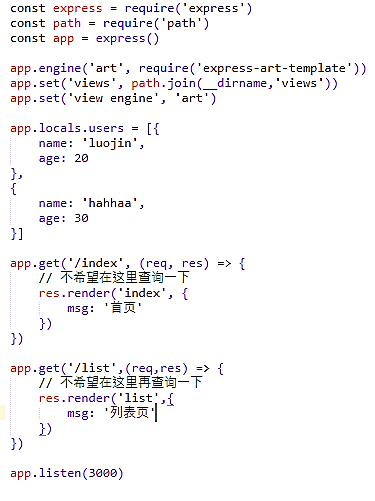 const express = require('express')
const path = require('path')
const app = express()
app.engine('art', require('express-art-template'))
app.set('views', path.join(__dirname,'views'))
app.set('view engine', 'art')
app.locals.users = [{
name: 'luojin',
age: 20
},
{
name: 'hahhaa',
age: 30
}]
app.get('/index', (req, res) => {
// 不希望在这里查询一下
res.render('index', {
msg: '首页'
})
})
app.get('/list',(req,res) => {
// 不希望在这里再查询一下
res.render('list',{
msg: '列表页'
})
})
app.listen(3000)